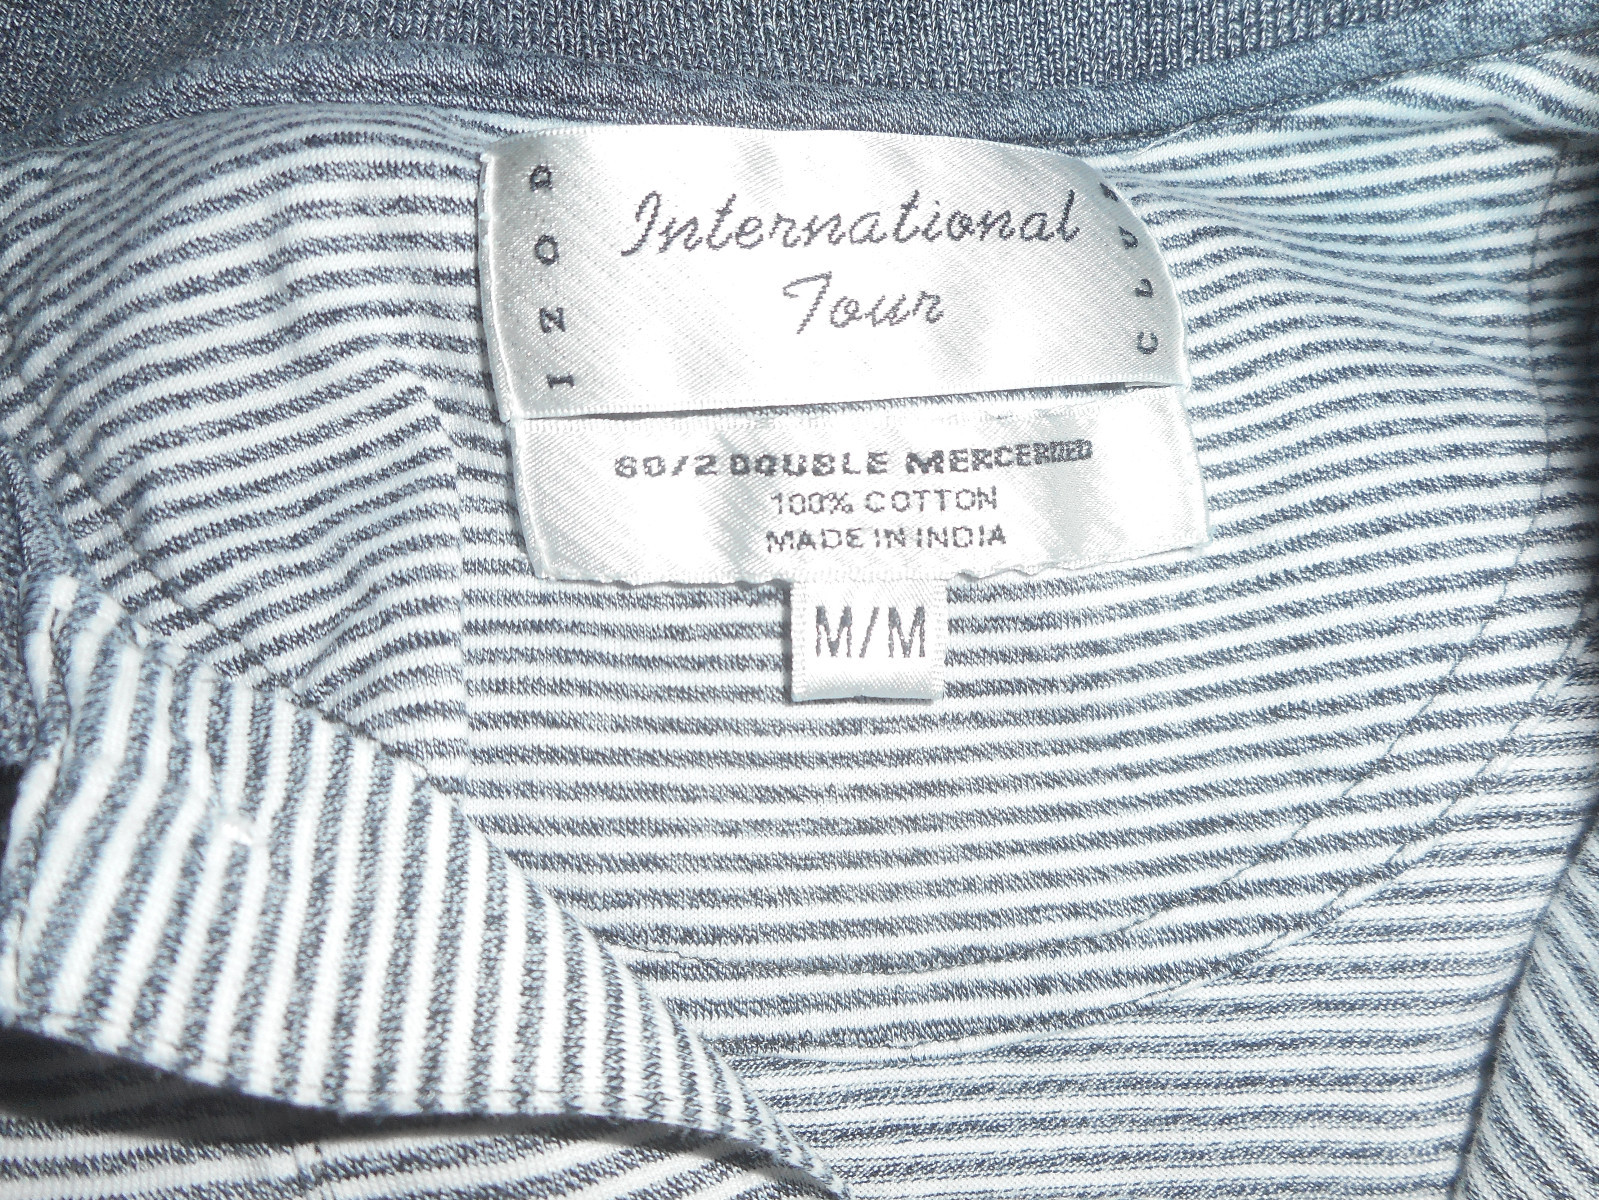 IZOD
International
Tour
CLUB
60/2 DOUBLE MERCERIZED
100% COTTON
MADE IN INDIA
M/M